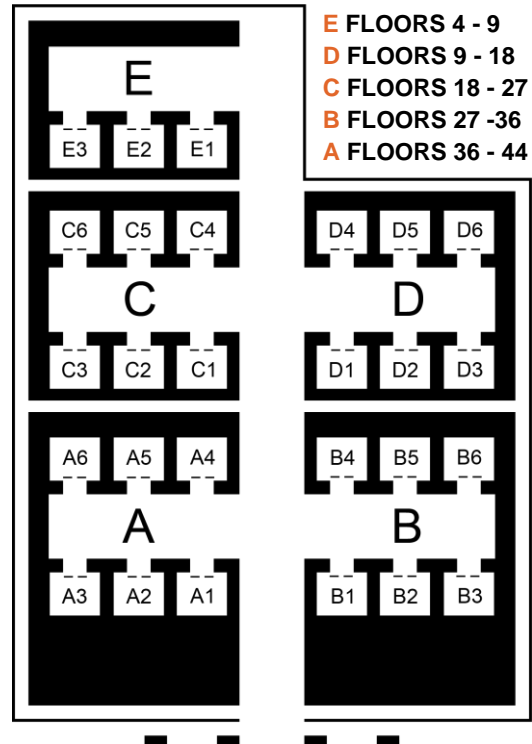 E FLOORS 4 - 9
D FLOORS 9 - 18
C FLOORS 18 - 27
B FLOORS 27 -36
A FLOORS 36 - 44
E
E3 E2 E1
C6 C5 C4
D4 D5 D6
C
D
C3 C2 C1
D1 D2 D3
A6 A5 A4
B4 B5 B6
A
B
A3 A2 A1
B1 B2 B3